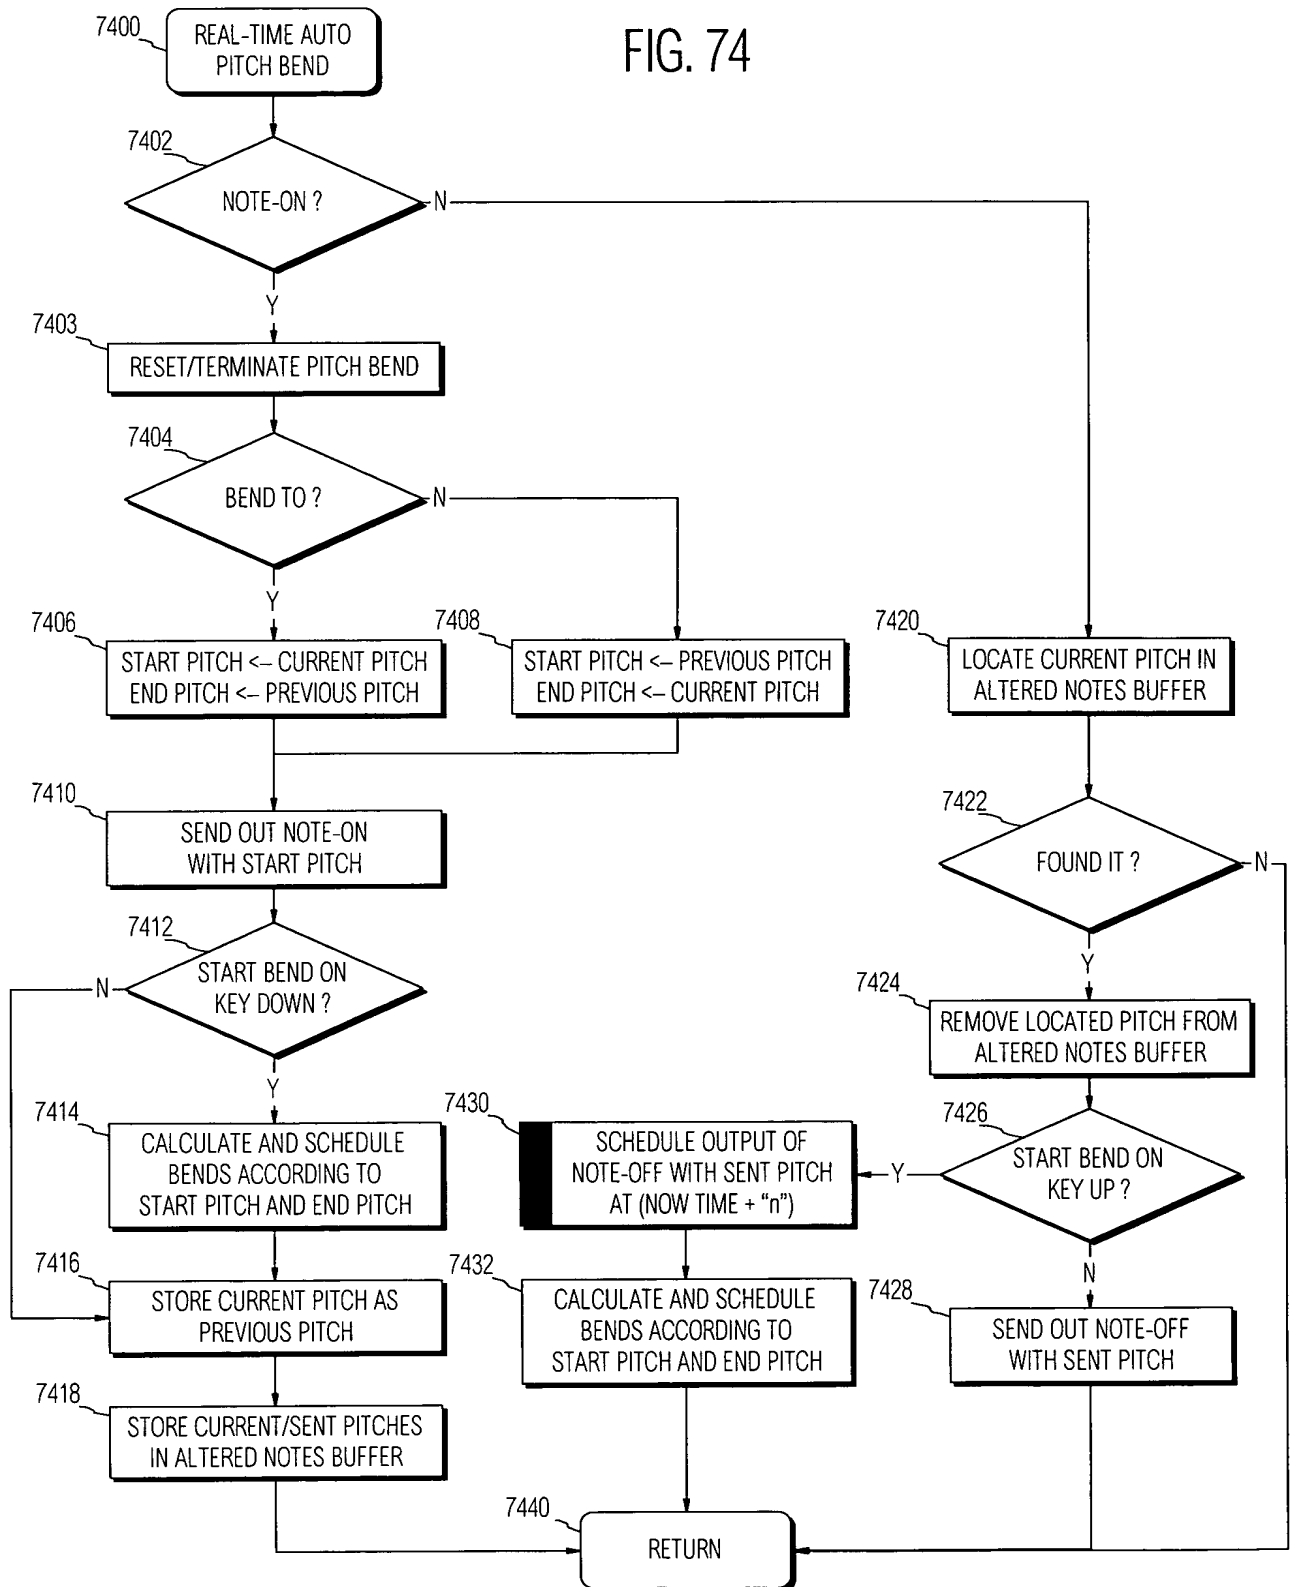 FIG. 74
7400
REAL-TIME AUTO
PITCH BEND
7402
NOTE-ON ?
N
Y
7403
RESET/TERMINATE PITCH BEND
7404
BEND TO ?
N
Y
7406
START PITCH <– CURRENT PITCH
END PITCH <– PREVIOUS PITCH
7408
START PITCH <– PREVIOUS PITCH
END PITCH <– CURRENT PITCH
7410
SEND OUT NOTE-ON
WITH START PITCH
7412
START BEND ON
KEY DOWN ?
N
Y
7414
CALCULATE AND SCHEDULE
BENDS ACCORDING TO
START PITCH AND END PITCH
7416
STORE CURRENT PITCH AS
PREVIOUS PITCH
7418
STORE CURRENT/SENT PITCHES
IN ALTERED NOTES BUFFER
7420
LOCATE CURRENT PITCH IN
ALTERED NOTES BUFFER
7422
FOUND IT ?
N
Y
7424
REMOVE LOCATED PITCH FROM
ALTERED NOTES BUFFER
7426
START BEND ON
KEY UP ?
Y
N
7428
SEND OUT NOTE-OFF
WITH SENT PITCH
7430
SCHEDULE OUTPUT OF
NOTE-OFF WITH SENT PITCH
AT (NOW TIME + “n”)
7432
CALCULATE AND SCHEDULE
BENDS ACCORDING TO
START PITCH AND END PITCH
7440
RETURN